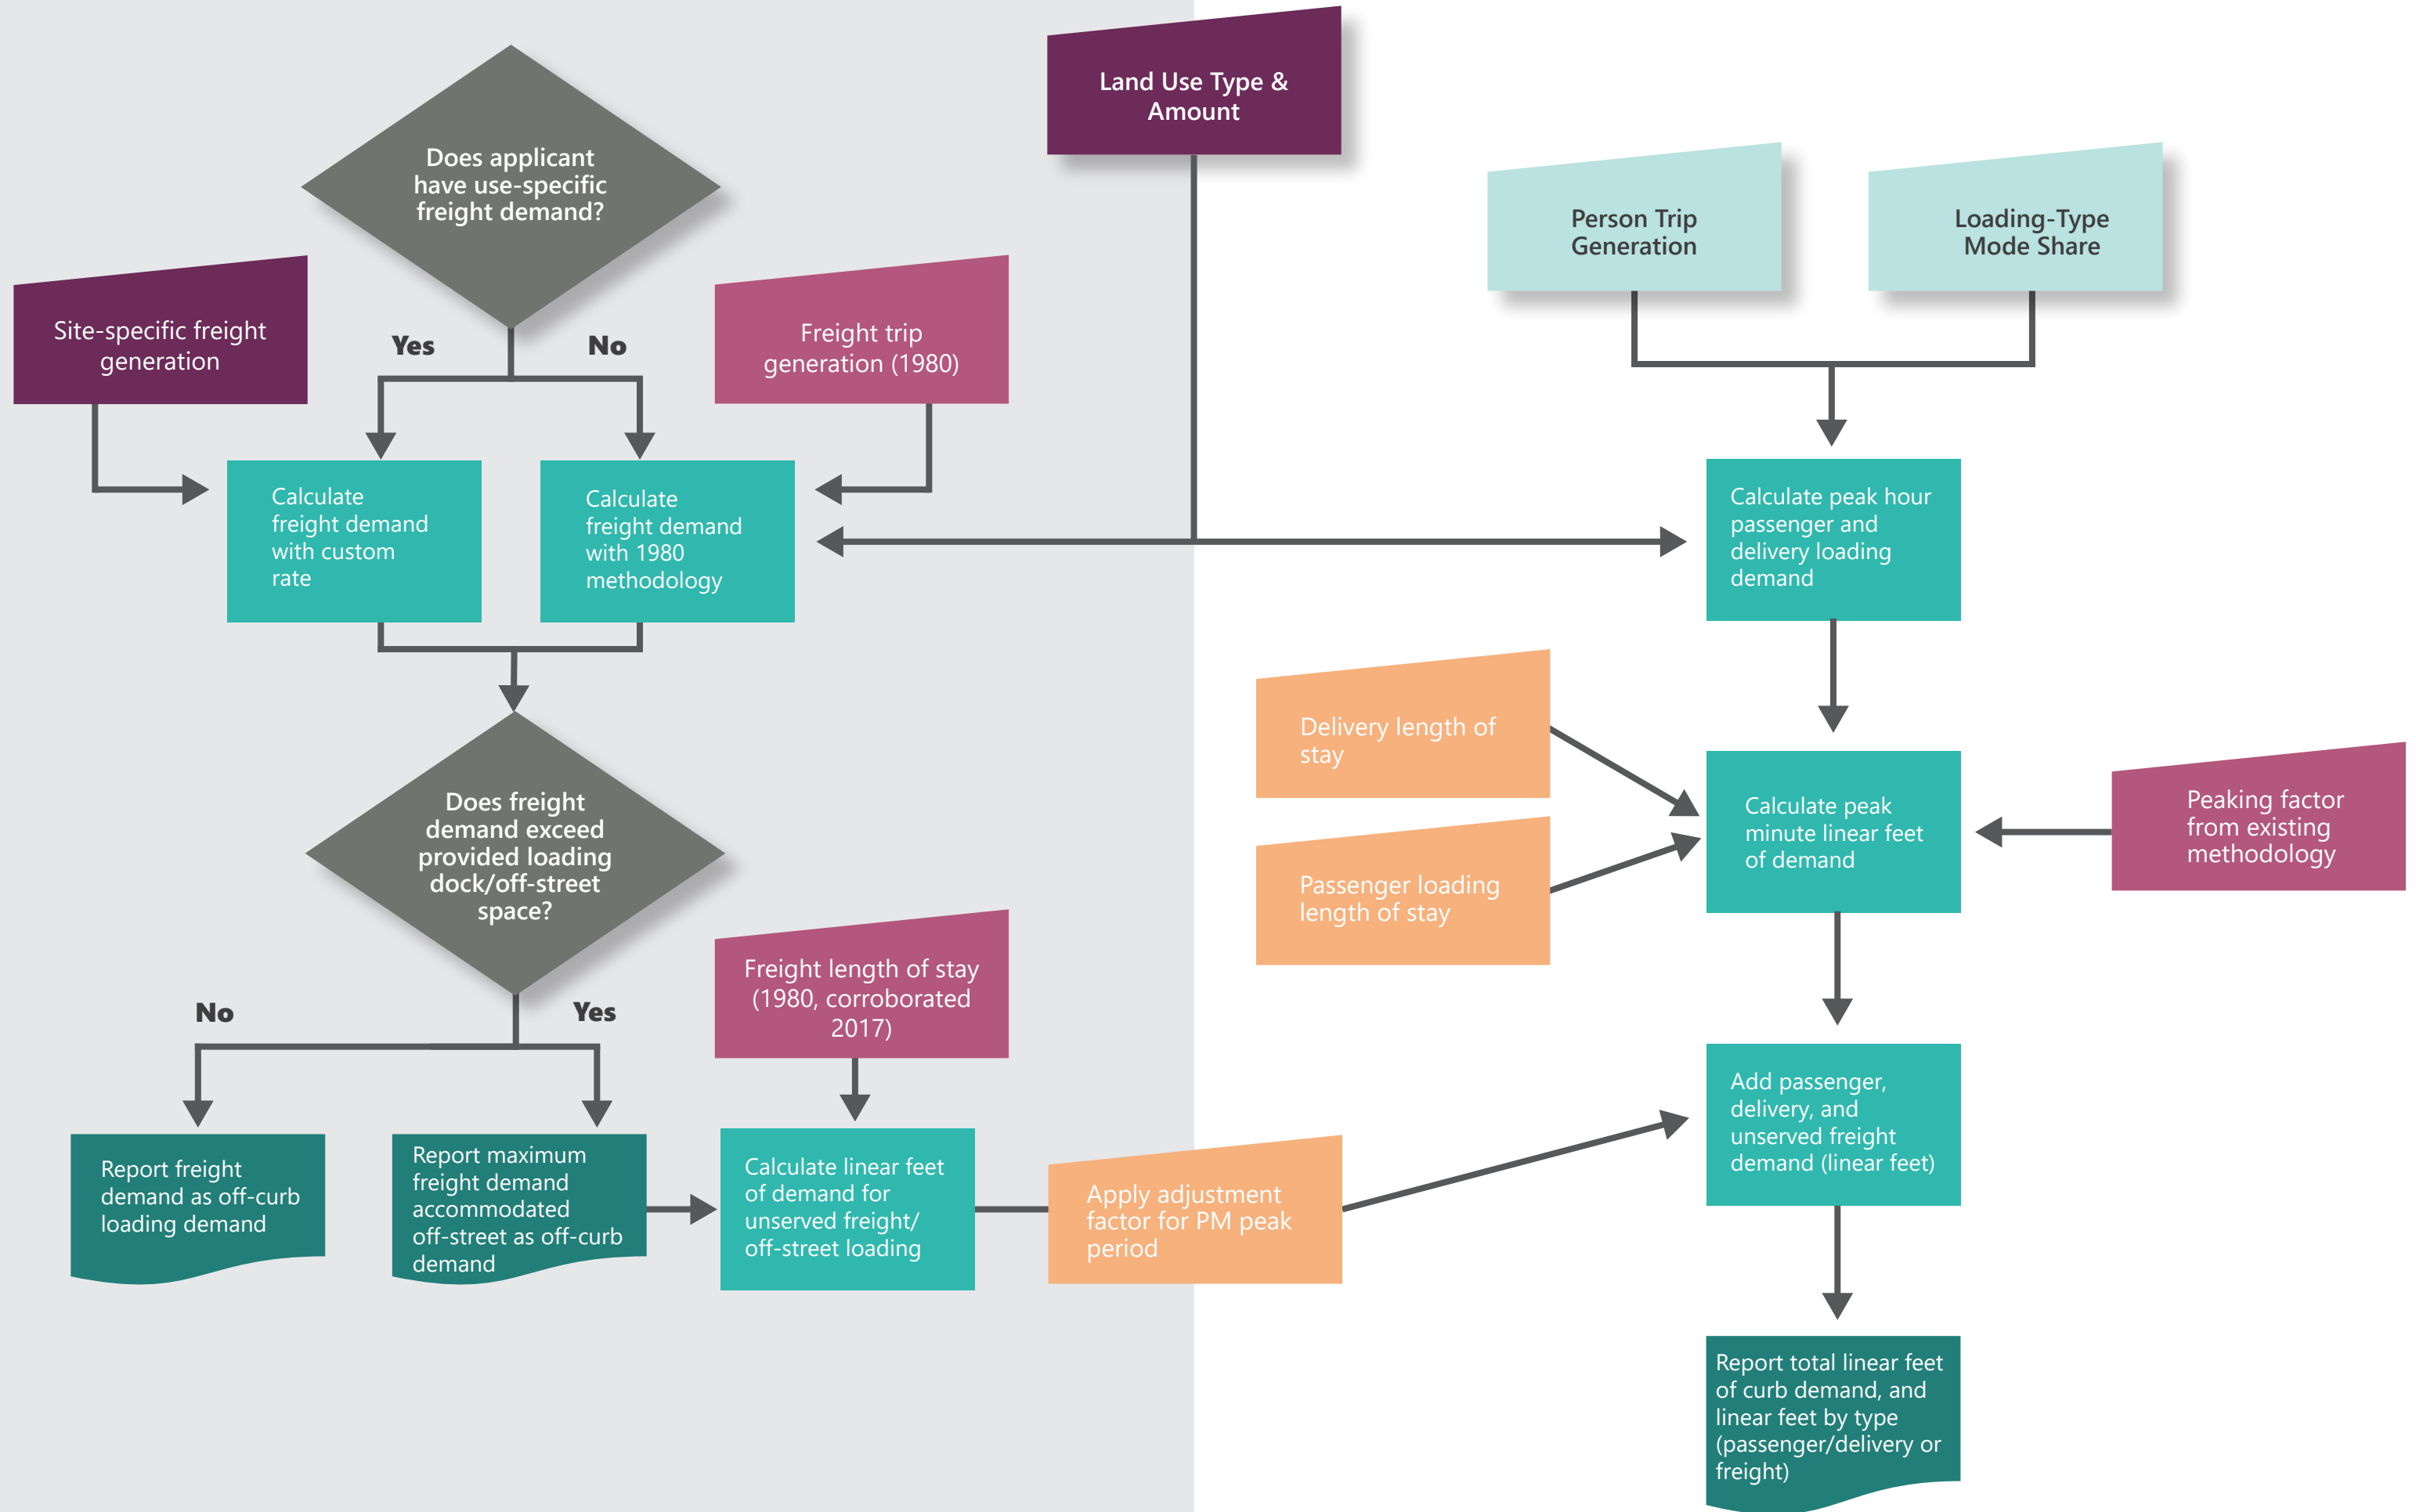 Land Use Type &
Amount
Does applicant
have use-specific
freight demand?
Person Trip
Generation
Loading-Type
Mode Share
Site-specific freight
generation
Yes
No
Freight trip
generation (1980)
Calculate
freight demand
with custom
rate
Calculate
freight demand
with 1980
methodology
Calculate peak hour
passenger and
delivery loading
demand
Delivery length of
stay
Passenger loading
length of stay
Calculate peak
minute linear feet
of demand
Peaking factor
from existing
methodology
Does freight
demand exceed
provided loading
dock/off-street
space?
No
Yes
Freight length of stay
(1980, corroborated
2017)
Report freight
demand as off-curb
loading demand
Report maximum
freight demand
accommodated
off-street as off-curb
demand
Calculate linear feet
of demand for
unserved freight/
off-street loading
Apply adjustment
factor for PM peak
period
Add passenger,
delivery, and
unserved freight
demand (linear feet)
Report total linear feet
of curb demand, and
linear feet by type
(passenger/delivery or
freight)